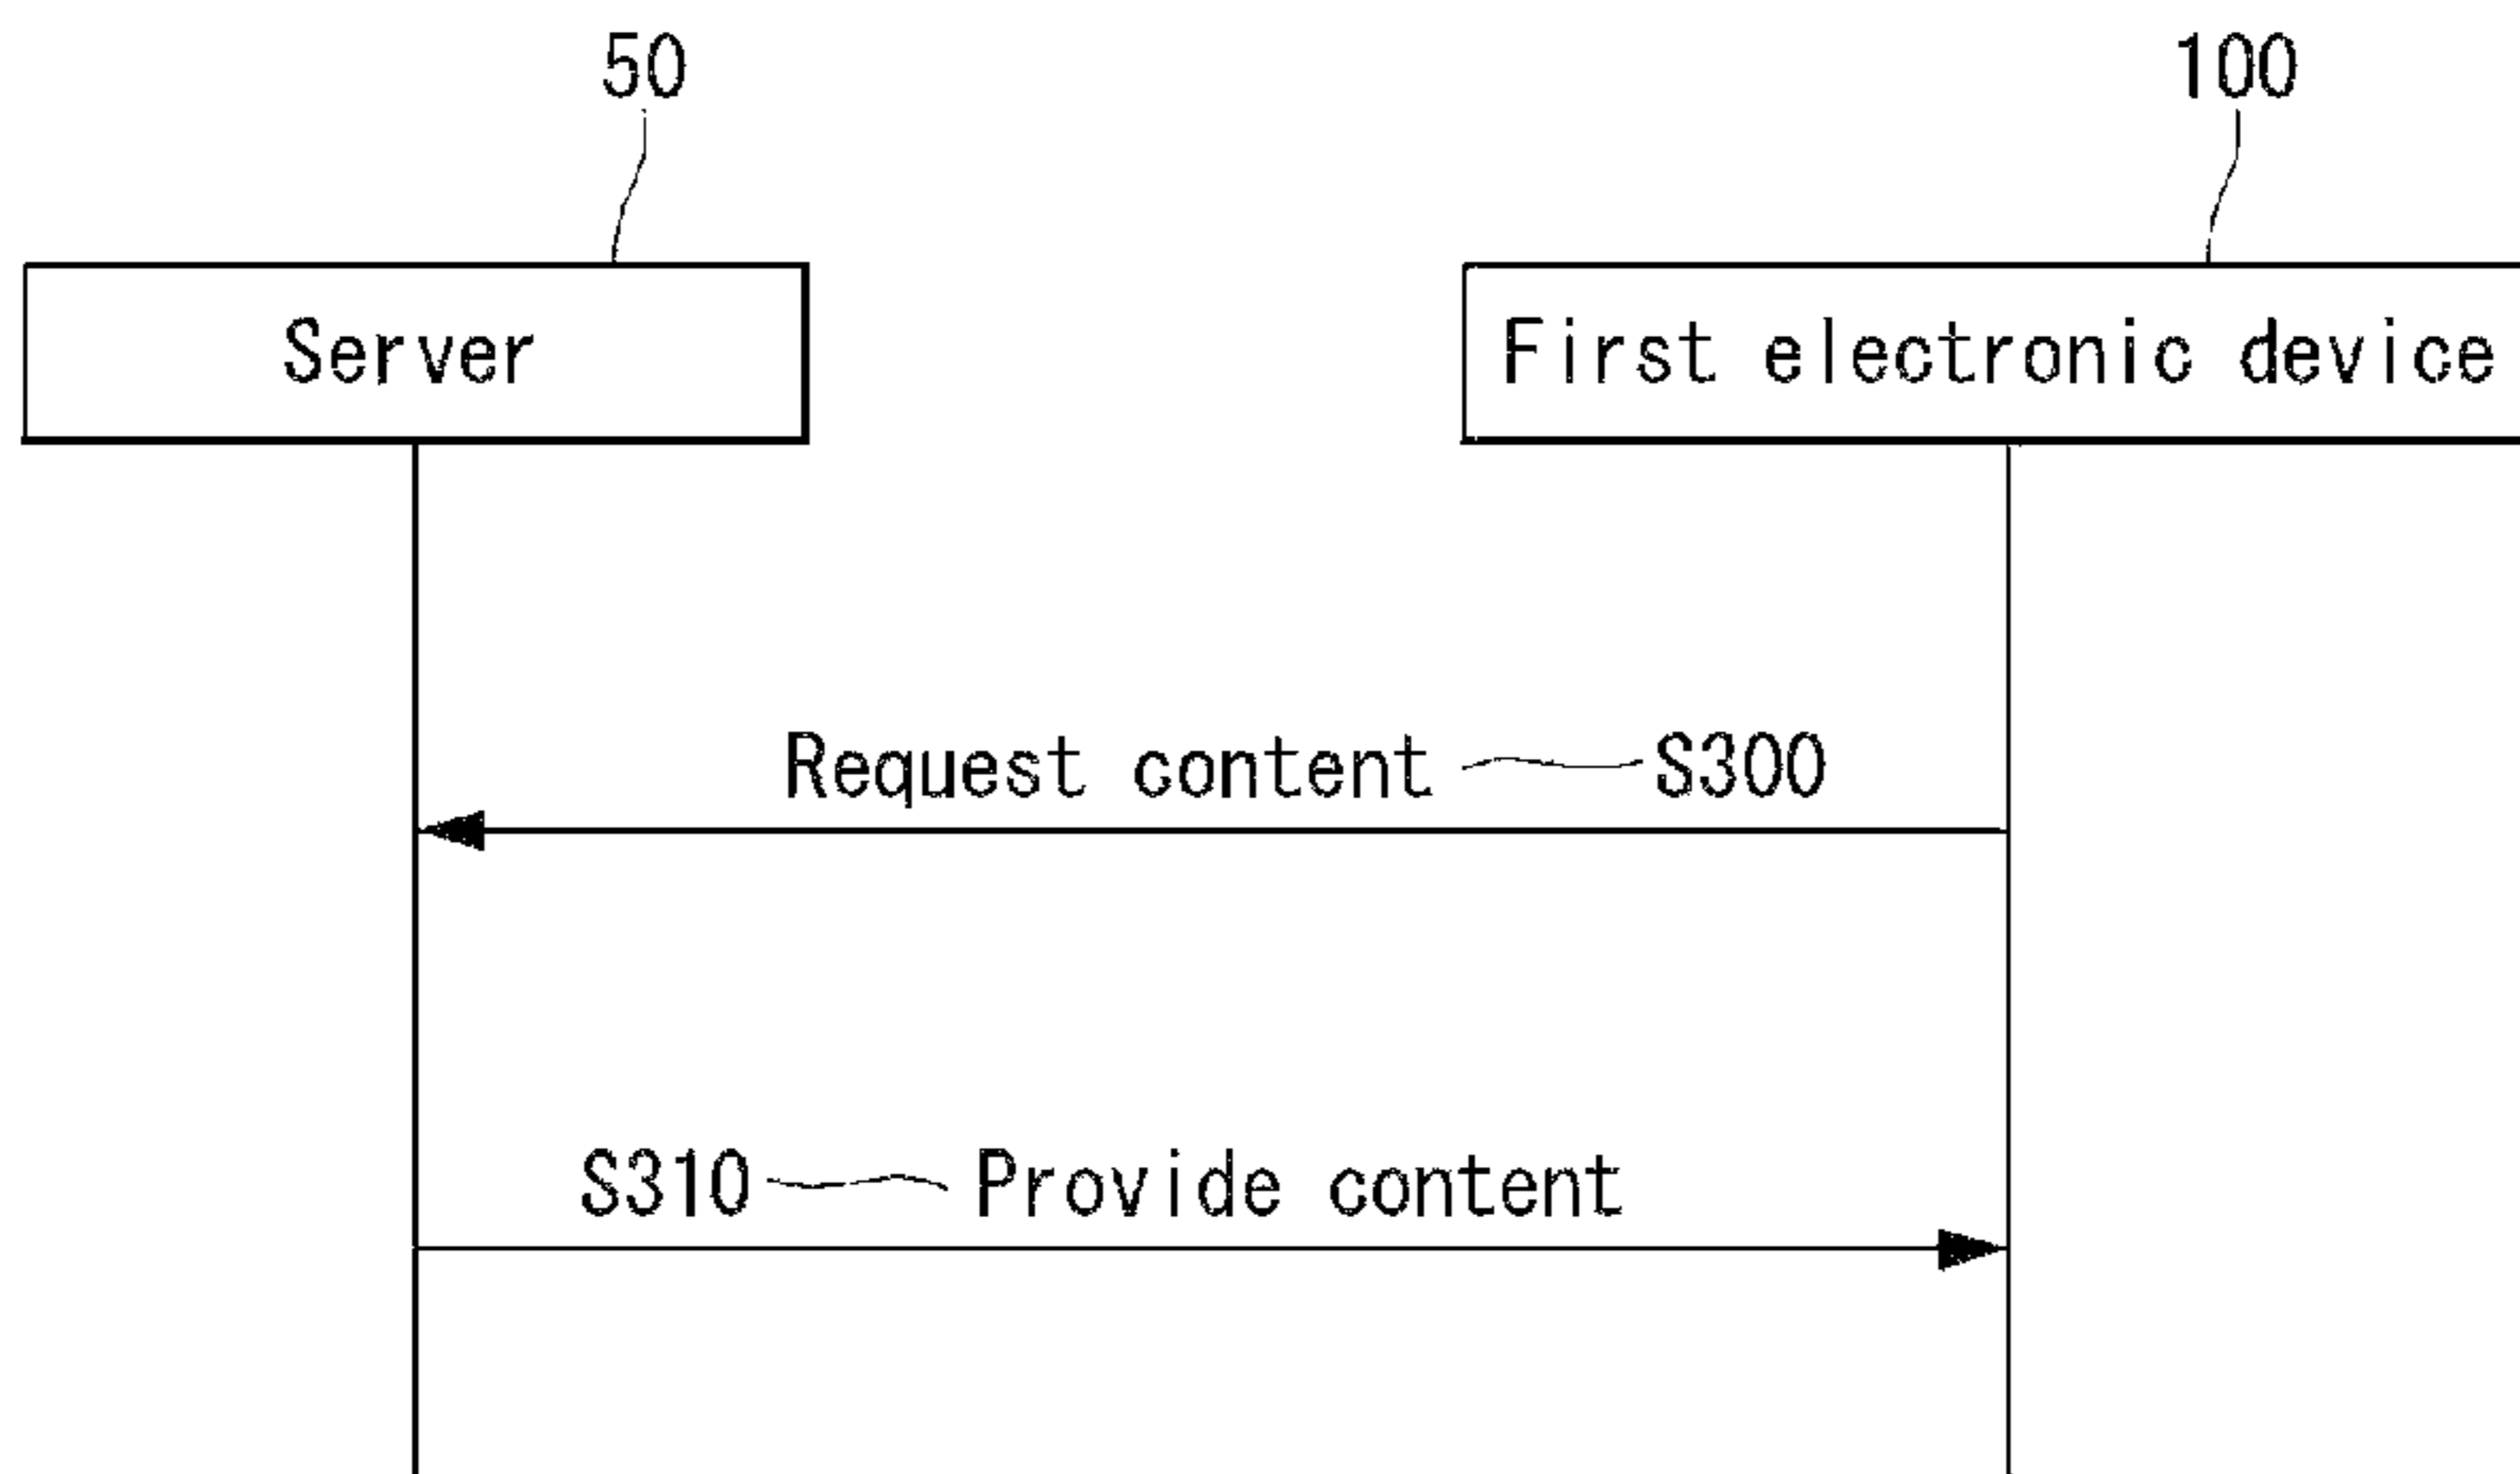 50
100
Server
First electronic device
Request content S300
S310 Provide content